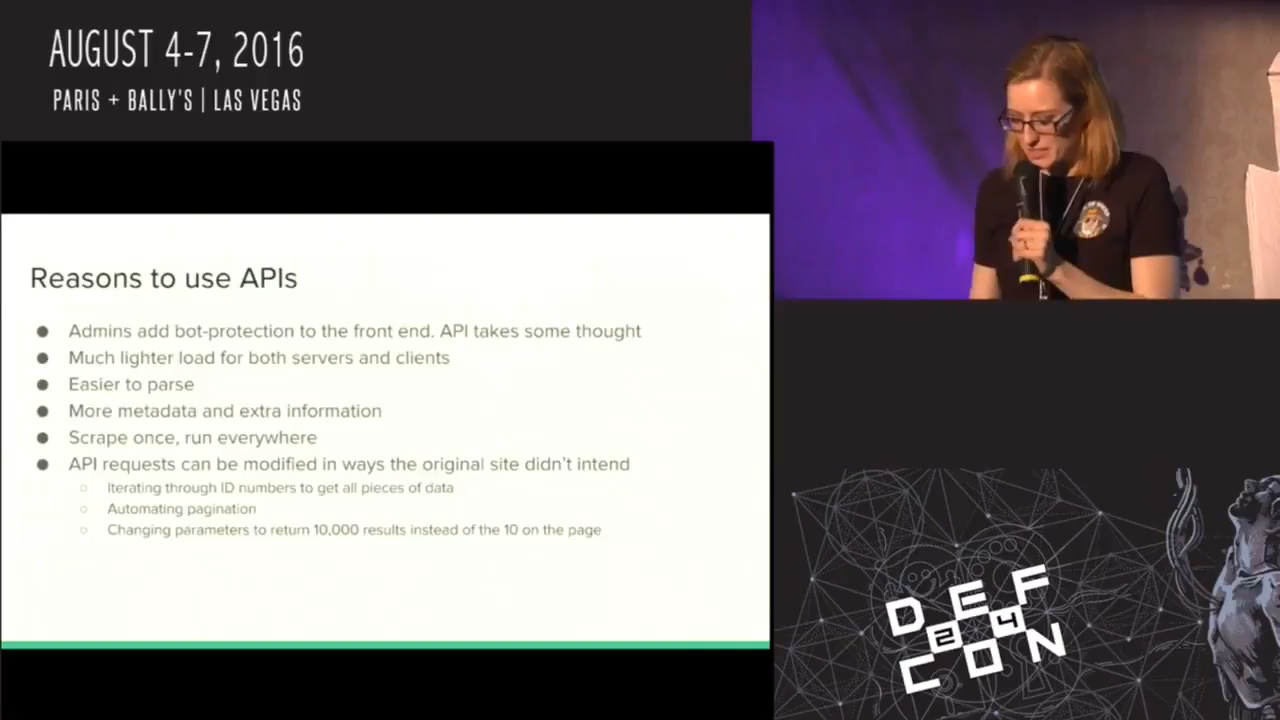 AUGUST 4-7, 2016
PARIS + BALLY'S | LAS VEGAS
Reasons to use APIs
● Admins add bot-protection to the front end. API takes some thought
● Much lighter load for both servers and clients
● Easier to parse
● More metadata and extra information
● Scrape once, run everywhere
● API requests can be modified in ways the original site didn't intend
○ Iterating through ID numbers to get all pieces of data
○ Automating pagination
○ Changing parameters to return 10,000 results instead of the 10 on the page
DEF
24
CON